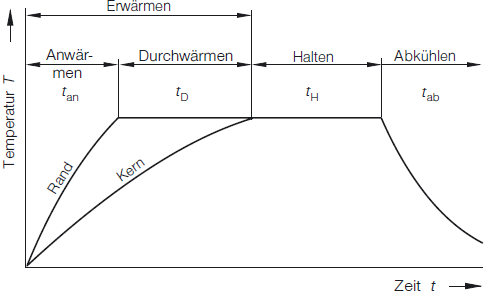 Erwärmen
Anwär-
men
Durchwärmen
Halten
Abkühlen
tan
tD
tH
tab
Temperatur T
Rand
Kern
Zeit t